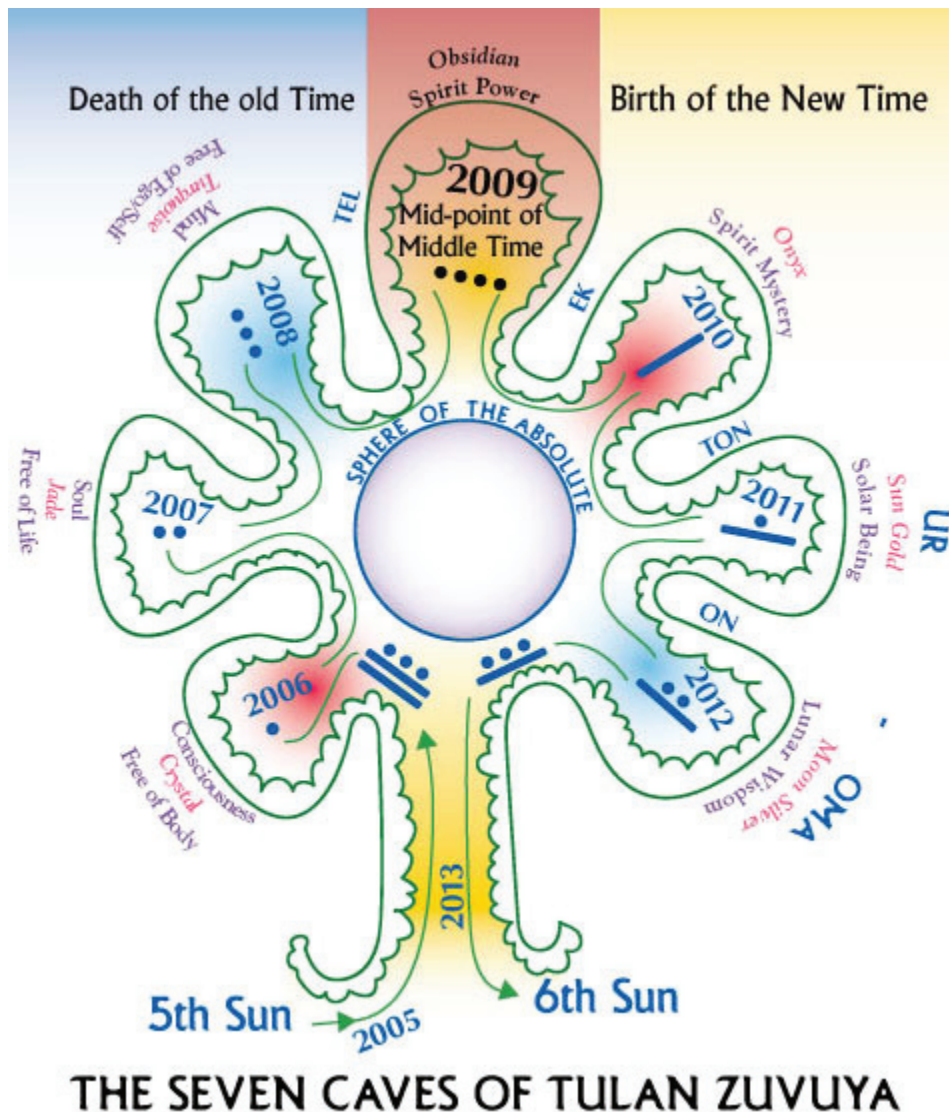 Obsidian
Spirit Power
Death of the old Time
Birth of the New Time
Free of Ego/Self
Turquoise
Mind
TEL
2009
Mid-point of
Middle Time
EK
Onyx
Spirit Mystery
2008
2010
SPHERE OF THE ABSOLUTE
TON
Soul
Jade
Free of Life
2007
2011
Sun Gold
Solar Being
UR
ON
2006
2012
Consciousness
Crystal
Free of Body
Lunar Wisdom
Moon Silver
OMA
2013
5th Sun
2005
6th Sun
THE SEVEN CAVES OF TULAN ZUVUYA